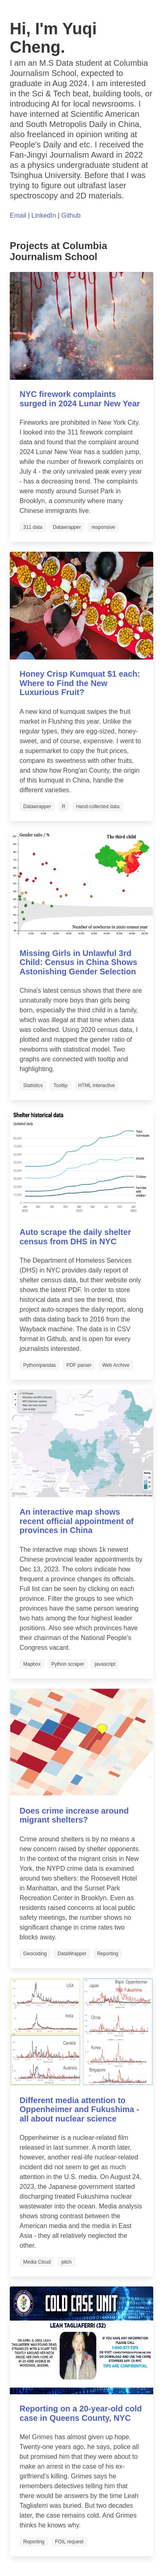 Hi, I'm Yuqi
Cheng.
I am a M.S Data student at Columbia
Journalism School, expected to
graduate in Aug 2024. I am interested
in the Sci & Tech beat, building tools, or
introducing AI for local newsrooms. I
have interned at Scientific American
and South Metropolis Daily in China,
also freelanced in opinion writing at
People's Daily and etc. I received the
Fan-Jingyi Journalism Award in 2022
as a physics undergraduate student at
Tsinghua University. Before that I was
trying to figure out ultrafast laser
spectroscopy and 2D materials.
Email | LinkedIn | Github
Projects at Columbia
Journalism School
NYC firework complaints
surged in 2024 Lunar New Year
Fireworks are prohibited in New York City.
I looked into the 311 firework complaint
data and found that the complaint around
2024 Lunar New Year has a sudden jump,
while the number of firework complaints on
July 4 - the only unrivaled peak every year
- has a decreasing trend. The complaints
were mostly around Sunset Park in
Brooklyn, a community where many
Chinese immigrants live.
311 data Datawrapper responsive
Honey Crisp Kumquat $1 each:
Where to Find the New
Luxurious Fruit?
A new kind of kumquat swipes the fruit
market in Flushing this year. Unlike the
regular types, they are egg-sized, honey-
sweet, and of course, expensive. I went to
a supermarket to copy the fruit prices,
compare its sweetness with other fruits,
and show how Rong'an County, the origin
of this kumquat in China, handle the
different varieties.
Datawrapper R Hand-collected data
Gender ratio / %
The third child
Number of newborns in 2020 census year
Missing Girls in Unlawful 3rd
Child: Census in China Shows
Astonishing Gender Selection
China's latest census shows that there are
abnormally more boys than girls being
born, especially the third child in a family,
which was illegal at that time when data
was collected. Using 2020 census data, I
plotted and mapped the gender ratio of
newborns with statistical model. Two
graphs are connected with tooltip and
highlighting.
Statistics Tooltip HTML interactive
Shelter historical data
Updated daily
Auto scrape the daily shelter
census from DHS in NYC
The Department of Homeless Services
(DHS) in NYC provides daily report of
shelter census data, but their website only
shows the latest PDF. In order to store
historical data and see the trend, this
project auto-scrapes the daily report, along
with data dating back to 2016 from the
Wayback machine. The data is in CSV
format in Github, and is open for every
journalists interested.
Python/pandas PDF parser Web Archive
An interactive map shows
recent official appointment of
provinces in China
The interactive map shows 1k newest
Chinese provincial leader appointments by
Dec 13, 2023. The colors indicate how
frequent a province changes its officials.
Full list can be seen by clicking on each
province. Also see which two provinces
have the same person wearing two hats
among the four highest leader positions.
Filter the groups to see which provinces
have their chairman of the National
People's Congress vacant.
Mapbox Python scraper javascript
Does crime increase around
migrant shelters?
Crime around shelters is by no means a
new concern raised by shelter opponents.
In the context of the migrant crisis in New
York, the NYPD crime data is examined
around two shelters: the Roosevelt Hotel
in Manhattan, and the Sunset Park
Recreation Center in Brooklyn. Even as
residents raised concerns at local public
safety meetings, the number shows no
significant change in crime rates two
blocks away.
Geocoding DataWrapper Reporting
USA
India
Canada
Australia
Japan
Black: Oppenheimer
Red: Fukushima
China
Korea
Different media attention to
Oppenheimer and Fukushima -
all about nuclear science
Oppenheimer is a nuclear-related film
released in last summer. A month later,
however, another real-life nuclear-related
incident did not seem to get as much
attention in the U.S. media. On August 24,
2023, the Japanese government started
discharging treated Fukushima nuclear
wastewater into the ocean. Media analysis
shows strong contrast between the
American media and the media in East
Asia - they all relatively neglected the
other.
Media Cloud plitch
COLD CASE UNIT
LEAH TAGLIAFERRI (32)
TIPS ARE CONFIDENTIAL
Reporting on a 20-year-old cold
case in Queens County, NYC
Mel Grimes has almost given up hope.
Twenty-one years ago, he says, police all
but promised him that they were about to
make an arrest in the case of his ex-
girlfriend's killing. Grimes says he
remembers detectives telling him that
there would be answers by the time Leah
Tagliaferri was buried. But two decades
later, the case remains cold. And Grimes
thinks he knows why.
Reporting FOIL request